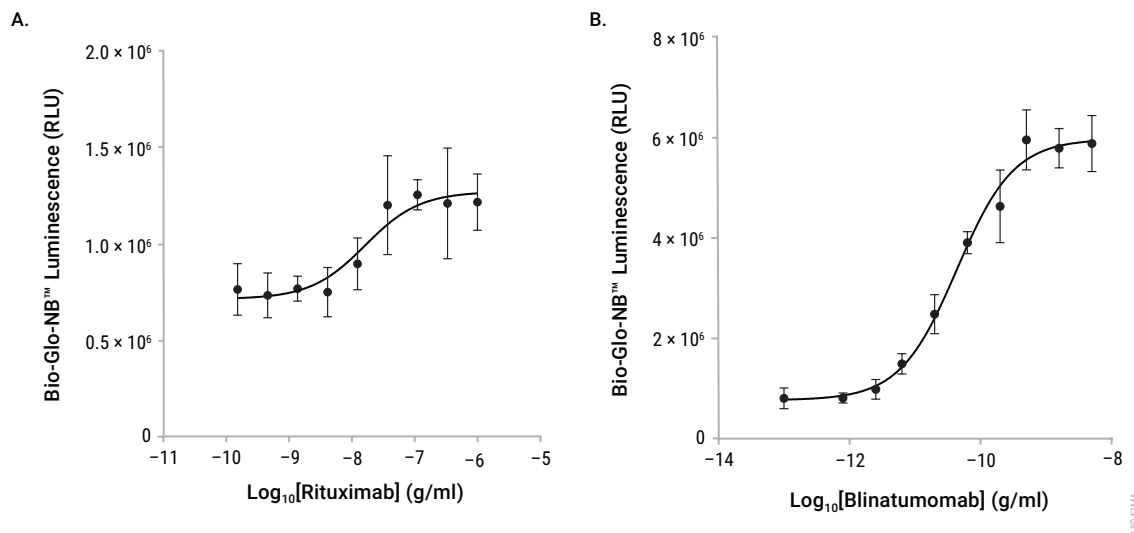 A.
2.0 × 10⁶
1.5 × 10⁶
1.0 × 10⁶
0.5 × 10⁶
0
Bio-Glo-NB™ Luminescence (RLU)
−11 −10 −9 −8 −7 −6 −5
Log₁₀[Rituximab] (g/ml)
B.
8 × 10⁶
6 × 10⁶
4 × 10⁶
2 × 10⁶
0
Bio-Glo-NB™ Luminescence (RLU)
−14 −12 −10 −8
Log₁₀[Blinatumomab] (g/ml)